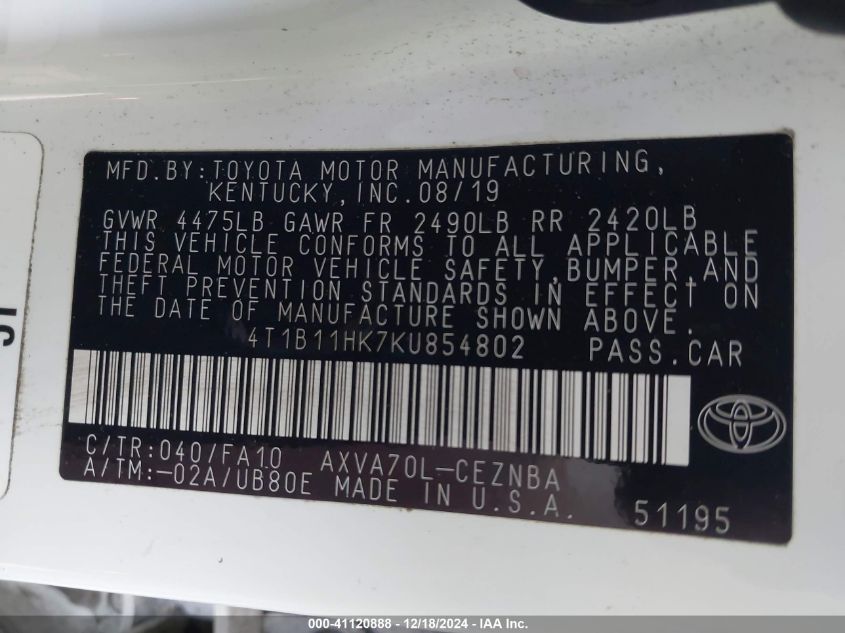 MFD.BY:TOYOTA MOTOR MANUFACTURING,
KENTUCKY,INC.08/19
GVWR 4475LB GAWR FR 2490LB RR 2420LB
THIS VEHICLE CONFORMS TO ALL APPLICABLE
FEDERAL MOTOR VEHICLE SAFETY,BUMPER,AND
THEFT PREVENTION STANDARDS IN EFFECT ON
THE DATE OF MANUFACTURE SHOWN ABOVE.
4T1B11HK7KU854802 PASS.CAR
C/TR:040/FA10 AXVA70L-CEZNBA
A/TM:-02A/UB80E MADE IN U.S.A. 51195
000-41120888 - 12/18/2024 - IAA Inc.